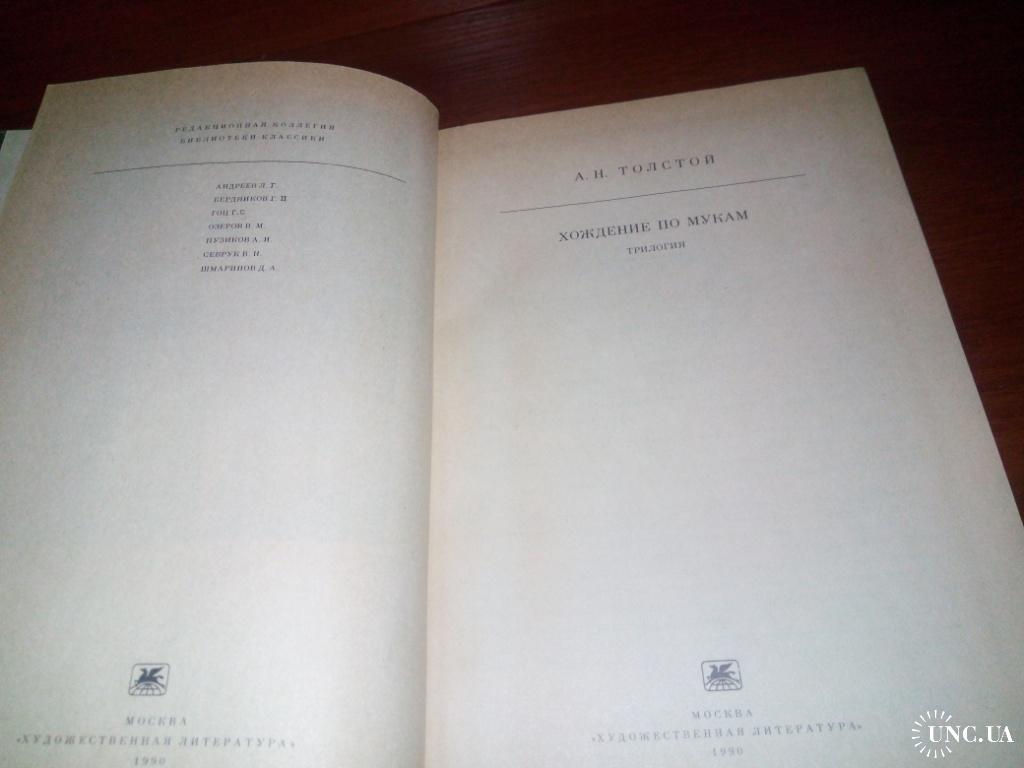 РЕДАКЦИОННАЯ КОЛЛЕГИЯ
БИБЛИОТЕКИ КЛАССИКИ
АНДРЕЕВ Л. Г.
БЕРДНИКОВ Г. П
ГОЦ Г. С
ОЗЕРОВ В. М.
ПУЗИКОВ А. И
СЕВРУК В. Н.
ШМАРИНОВ Д. А.
МОСКВА
«ХУДОЖЕСТВЕННАЯ ЛИТЕРАТУРА»
1990
А. Н. ТОЛСТОЙ
ХОЖДЕНИЕ ПО МУКАМ
ТРИЛОГИЯ
МОСКВА
«ХУДОЖЕСТВЕННАЯ ЛИТЕРАТУРА»
1990
UNC.UA